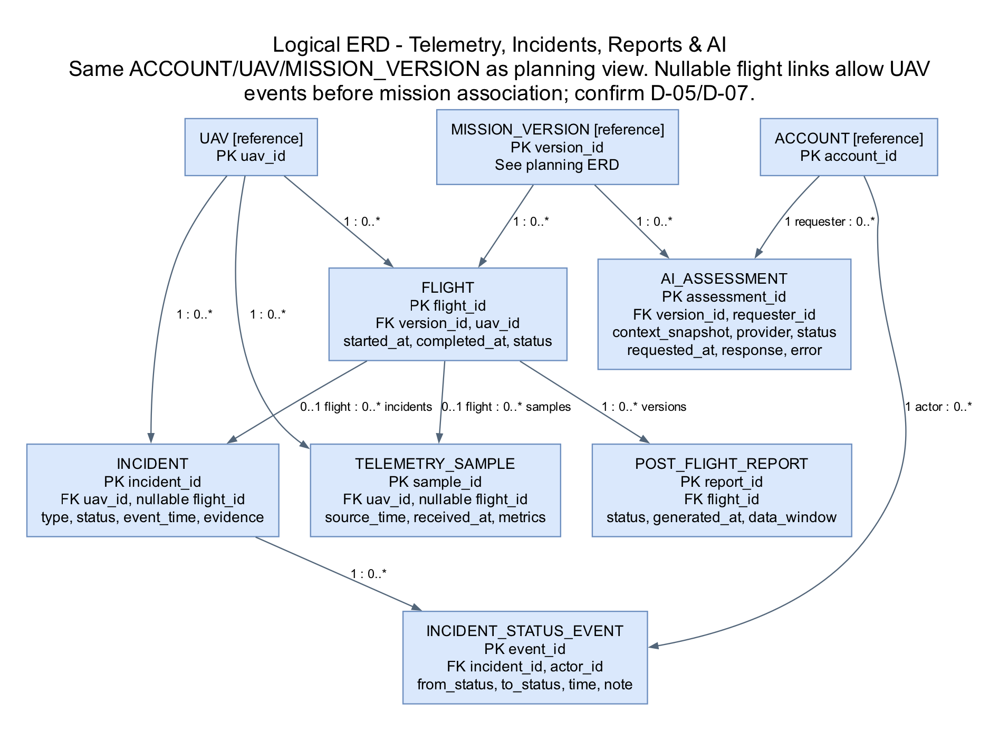 Logical ERD - Telemetry, Incidents, Reports & AI
Same ACCOUNT/UAV/MISSION_VERSION as planning view. Nullable flight links allow UAV
events before mission association; confirm D-05/D-07.
UAV [reference]
PK uav_id
MISSION_VERSION [reference]
PK version_id
See planning ERD
ACCOUNT [reference]
PK account_id
1 : 0..*
1 : 0..*
1 : 0..*
1 requester : 0..*
FLIGHT
PK flight_id
FK version_id, uav_id
started_at, completed_at, status
AI_ASSESSMENT
PK assessment_id
FK version_id, requester_id
context_snapshot, provider, status
requested_at, response, error
1 : 0..*
1 : 0..*
0..1 flight : 0..* incidents
0..1 flight : 0..* samples
1 : 0..* versions
1 actor : 0..*
INCIDENT
PK incident_id
FK uav_id, nullable flight_id
type, status, event_time, evidence
TELEMETRY_SAMPLE
PK sample_id
FK uav_id, nullable flight_id
source_time, received_at, metrics
POST_FLIGHT_REPORT
PK report_id
FK flight_id
status, generated_at, data_window
1 : 0..*
INCIDENT_STATUS_EVENT
PK event_id
FK incident_id, actor_id
from_status, to_status, time, note